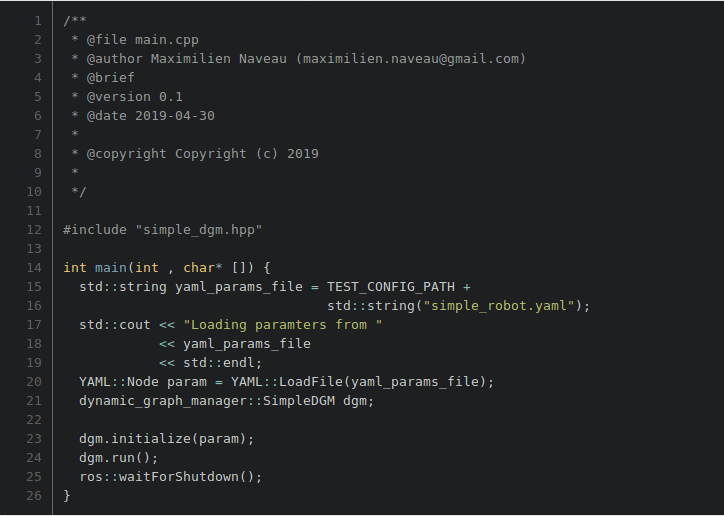 1 /**
2  * @file main.cpp
3  * @author Maximilien Naveau (maximilien.naveau@gmail.com)
4  * @brief
5  * @version 0.1
6  * @date 2019-04-30
7  *
8  * @copyright Copyright (c) 2019
9  *
10  */
11
12 #include "simple_dgm.hpp"
13
14 int main(int , char* []) {
15   std::string yaml_params_file = TEST_CONFIG_PATH +
16                                  std::string("simple_robot.yaml");
17   std::cout << "Loading paramters from "
18             << yaml_params_file
19             << std::endl;
20   YAML::Node param = YAML::LoadFile(yaml_params_file);
21   dynamic_graph_manager::SimpleDGM dgm;
22
23   dgm.initialize(param);
24   dgm.run();
25   ros::waitForShutdown();
26 }